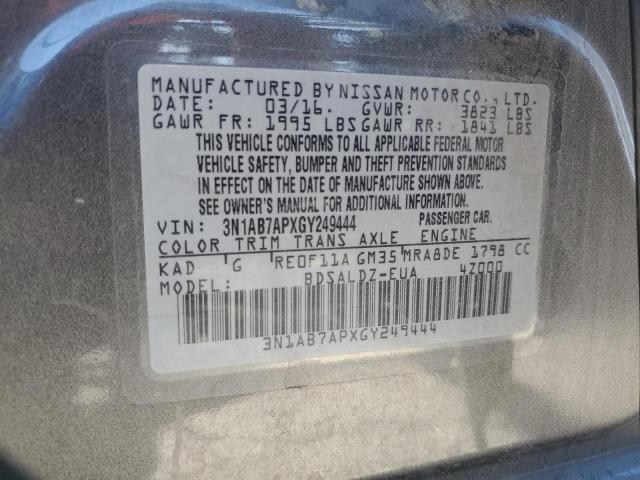 MANUFACTURED BY NISSAN MOTOR CO., LTD.
DATE: 03/16. GVWR: 3823 LBS
GAWR FR: 1995 LBS GAWR RR: 1841 LBS
THIS VEHICLE CONFORMS TO ALL APPLICABLE FEDERAL MOTOR
VEHICLE SAFETY, BUMPER AND THEFT PREVENTION STANDARDS
IN EFFECT ON THE DATE OF MANUFACTURE SHOWN ABOVE.
SEE OWNER'S MANUAL FOR ADDITIONAL INFORMATION.
VIN: 3N1AB7APXGY249444 PASSENGER CAR.
COLOR TRIM TRANS AXLE ENGINE
KAD G RE0F11A GM35 MRA8DE 1798 CC
MODEL: BDSALDZ-EUA 4Z000
3N1AB7APXGY249444